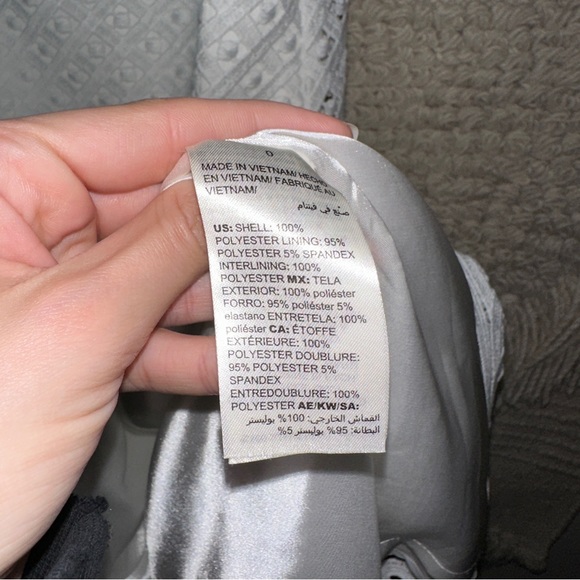 0
MADE IN VIETNAM/ HECHO
EN VIETNAM/ FABRIQUÉ AU
VIETNAM/
صنع في فيتنام
US: SHELL: 100%
POLYESTER LINING: 95%
POLYESTER 5% SPANDEX
INTERLINING: 100%
POLYESTER MX: TELA
EXTERIOR: 100% poliéster
FORRO: 95% poliéster 5%
elastano ENTRETELA: 100%
poliéster CA: ÉTOFFE
EXTÉRIEURE: 100%
POLYESTER DOUBLURE:
95% POLYESTER 5%
SPANDEX
ENTREDOUBLURE: 100%
POLYESTER AE/KW/SA:
القماش الخارجي: 100% بوليستر
البطانة: 95% بوليستر 5%